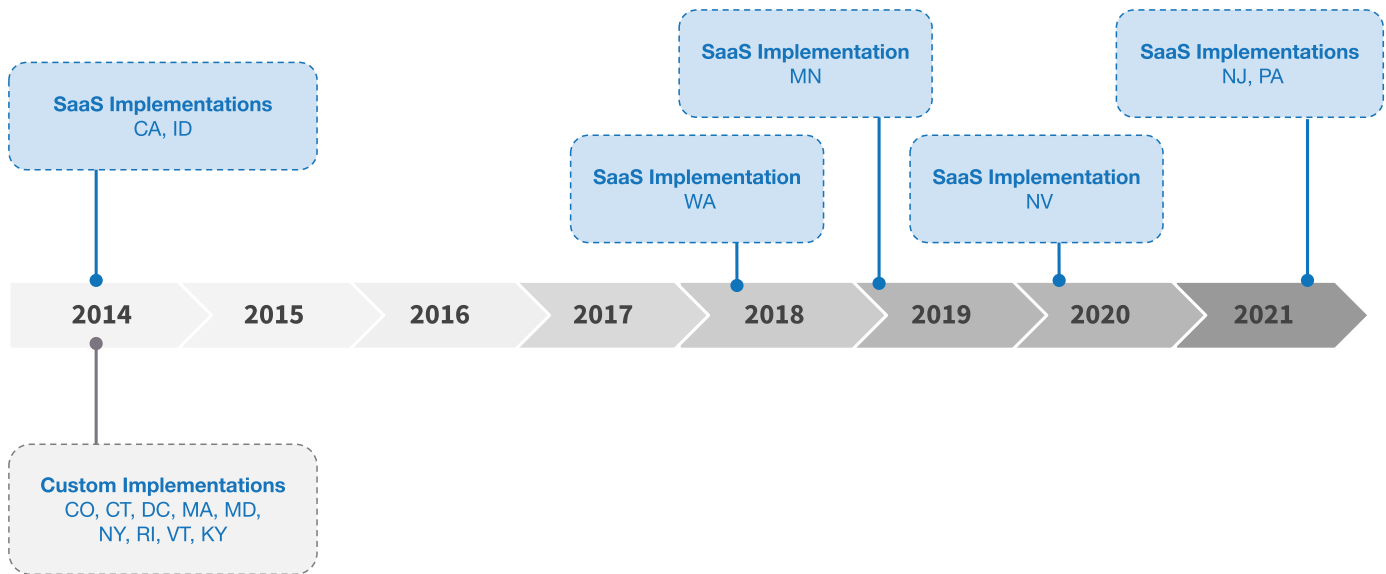 SaaS Implementations
CA, ID
SaaS Implementation
WA
SaaS Implementation
MN
SaaS Implementation
NV
SaaS Implementations
NJ, PA
2014
2015
2016
2017
2018
2019
2020
2021
Custom Implementations
CO, CT, DC, MA, MD,
NY, RI, VT, KY